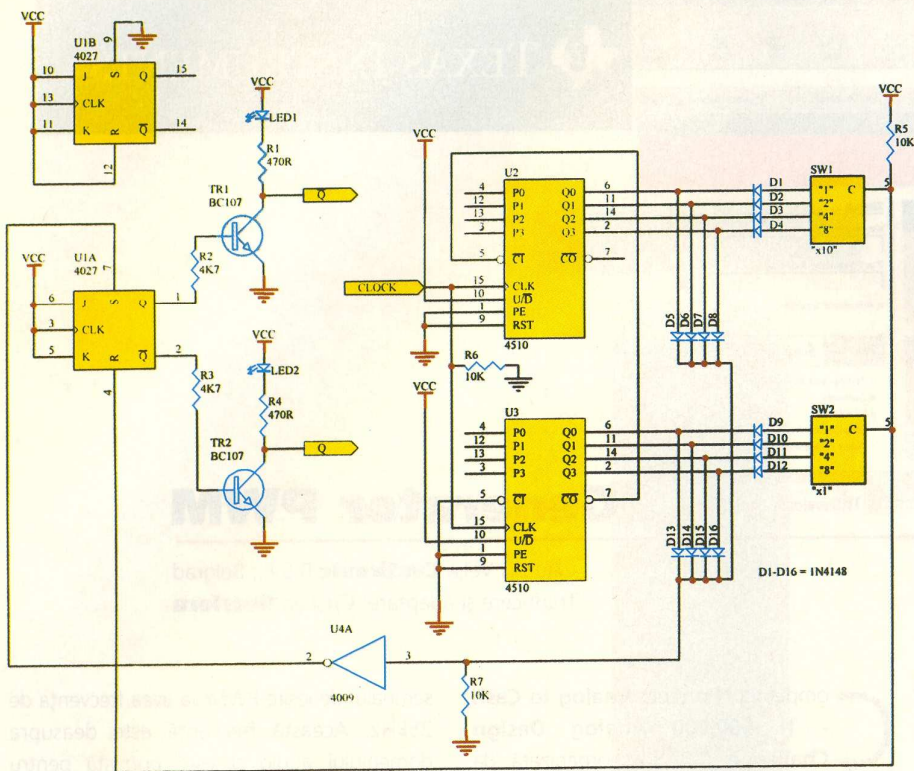 VCC
U1B
4027
9
10
13
11
J
CLK
K
S
Q
R
Q
15
14
12
VCC
LED1
R1
470R
TR1
BC107
Q
R2
4K7
VCC
U1A
4027
7
6
3
5
J
CLK
K
S
Q
R
Q
1
2
4
R3
4K7
VCC
LED2
R4
470R
TR2
BC107
Q
VCC
CLOCK
U2
4
12
13
3
5
15
10
1
9
P0
P1
P2
P3
CI
CLK
U/D
PE
RST
Q0
Q1
Q2
Q3
CO
6
11
14
2
7
4510
R6
10K
VCC
U3
4
12
13
3
5
15
10
1
9
P0
P1
P2
P3
CI
CLK
U/D
PE
RST
Q0
Q1
Q2
Q3
CO
6
11
14
2
7
4510
D1
D2
D3
D4
D5
D6
D7
D8
SW1
"1"
"2"
"4"
"8"
C
5
"x10"
VCC
R5
10K
D9
D10
D11
D12
D13
D14
D15
D16
SW2
"1"
"2"
"4"
"8"
C
5
"x1"
D1-D16 = 1N4148
U4A
2
3
4009
R7
10K